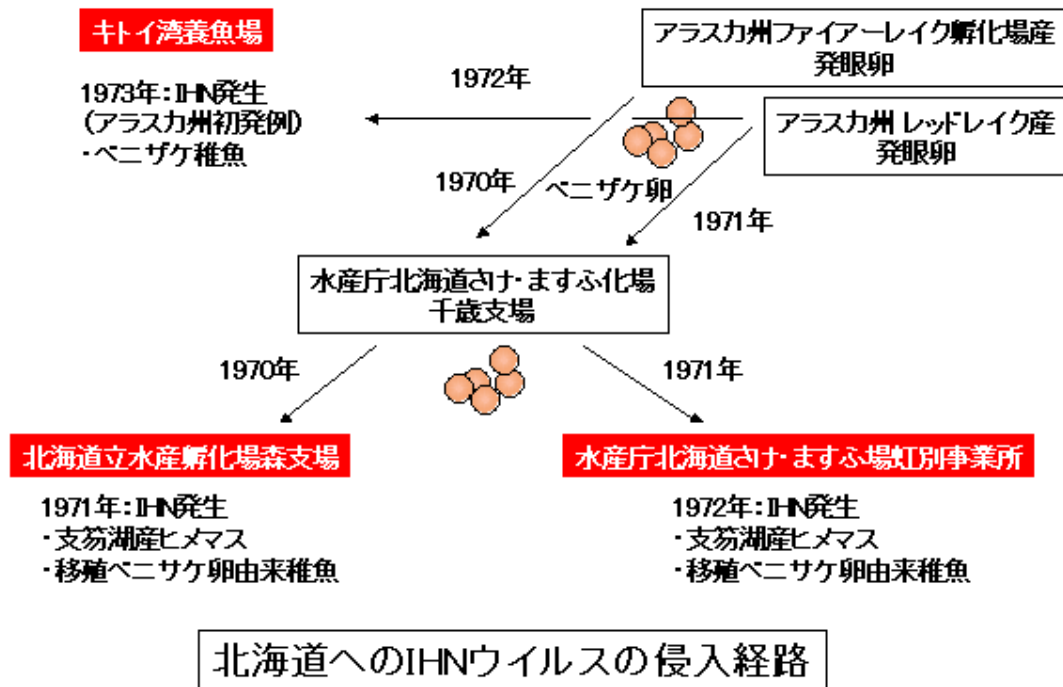 キトイ湾養魚場
1973年：IHN発生
（アラスカ州初発例）
・ベニザケ稚魚
1972年
アラスカ州ファイアーレイク孵化場産
発眼卵
アラスカ州 レッドレイク産
発眼卵
1970年
ベニザケ卵
1971年
水産庁北海道さけ・ますふ化場
千歳支場
1970年
1971年
北海道立水産孵化場森支場
1971年：IHN発生
・支笏湖産ヒメマス
・移殖ベニサケ卵由来稚魚
水産庁北海道さけ・ますふ場虹別事業所
1972年：IHN発生
・支笏湖産ヒメマス
・移殖ベニサケ卵由来稚魚
北海道へのIHNウイルスの侵入経路